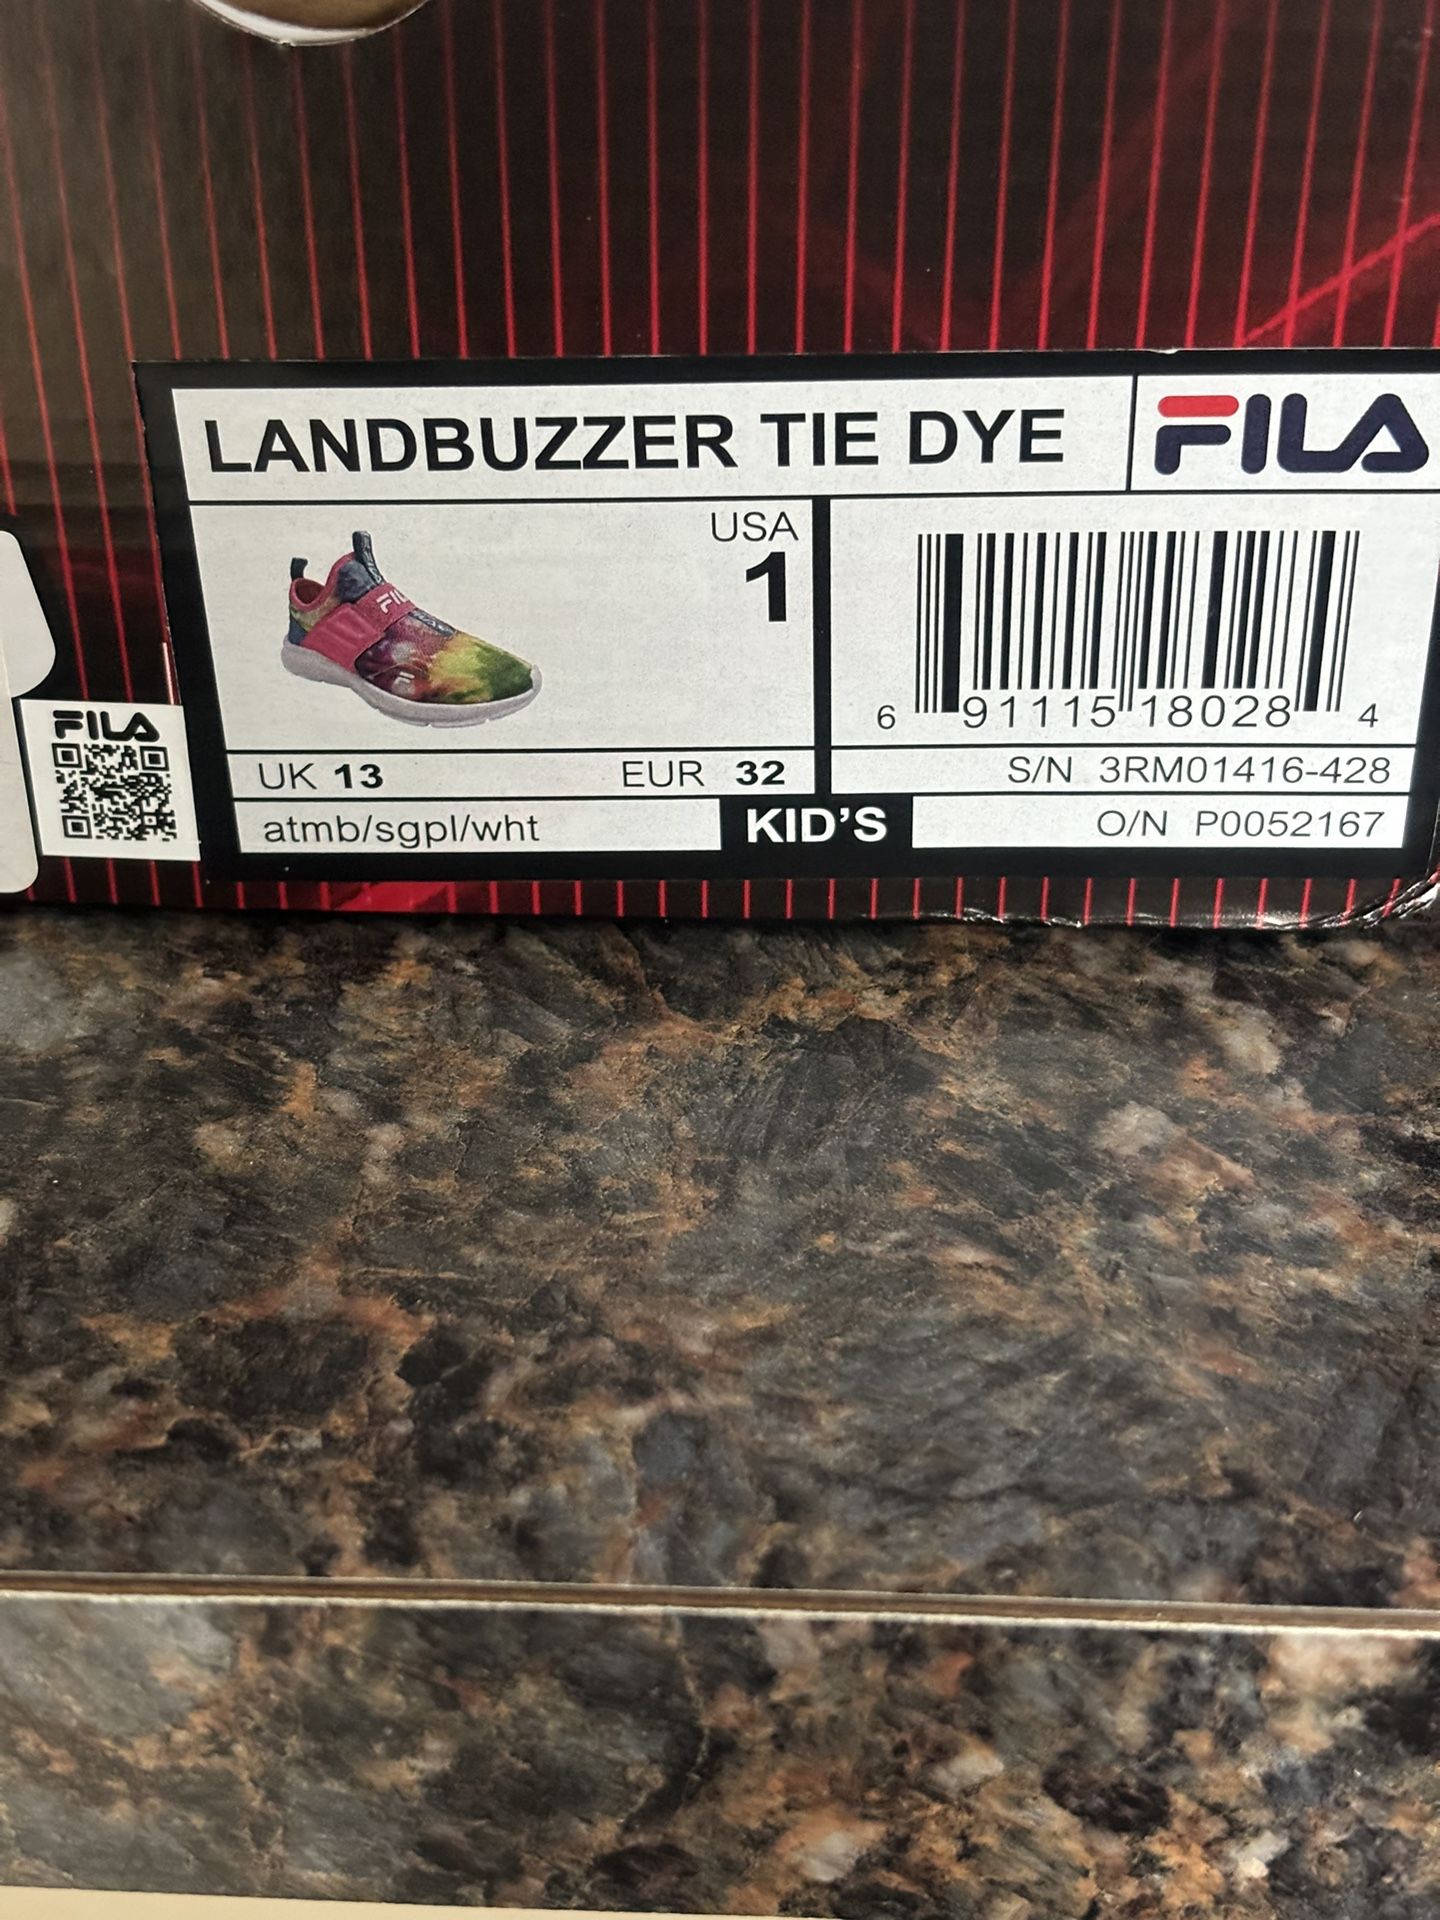 LANDBUZZER TIE DYE
FILA
USA
1
FILA
6 91115 18028 4
UK 13 EUR 32
S/N 3RM01416-428
atmb/sgpl/wht
KID'S
O/N P0052167
FILA